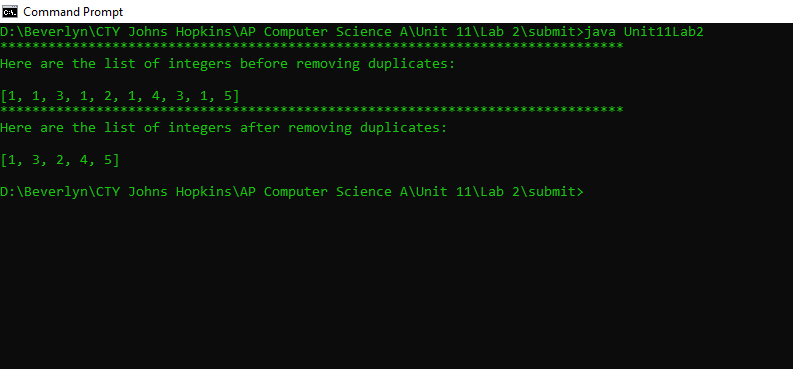 Command Prompt
D:\Beverlyn\CTY Johns Hopkins\AP Computer Science A\Unit 11\Lab 2\submit>java Unit11Lab2
******************************************************************************
Here are the list of integers before removing duplicates:
[1, 1, 3, 1, 2, 1, 4, 3, 1, 5]
******************************************************************************
Here are the list of integers after removing duplicates:
[1, 3, 2, 4, 5]
D:\Beverlyn\CTY Johns Hopkins\AP Computer Science A\Unit 11\Lab 2\submit>